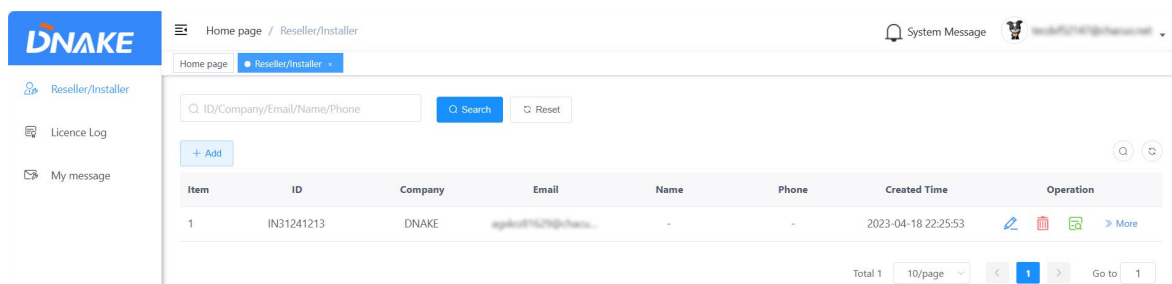 DNAKE
Home page / Reseller/Installer
System Message
Home page
Reseller/Installer ×
Reseller/Installer
Licence Log
My message
ID/Company/Email/Name/Phone
Search
Reset
+ Add
Item ID Company Email Name Phone Created Time Operation
1 IN31241213 DNAKE - - 2023-04-18 22:25:53 » More
Total 1 10/page < 1 > Go to 1